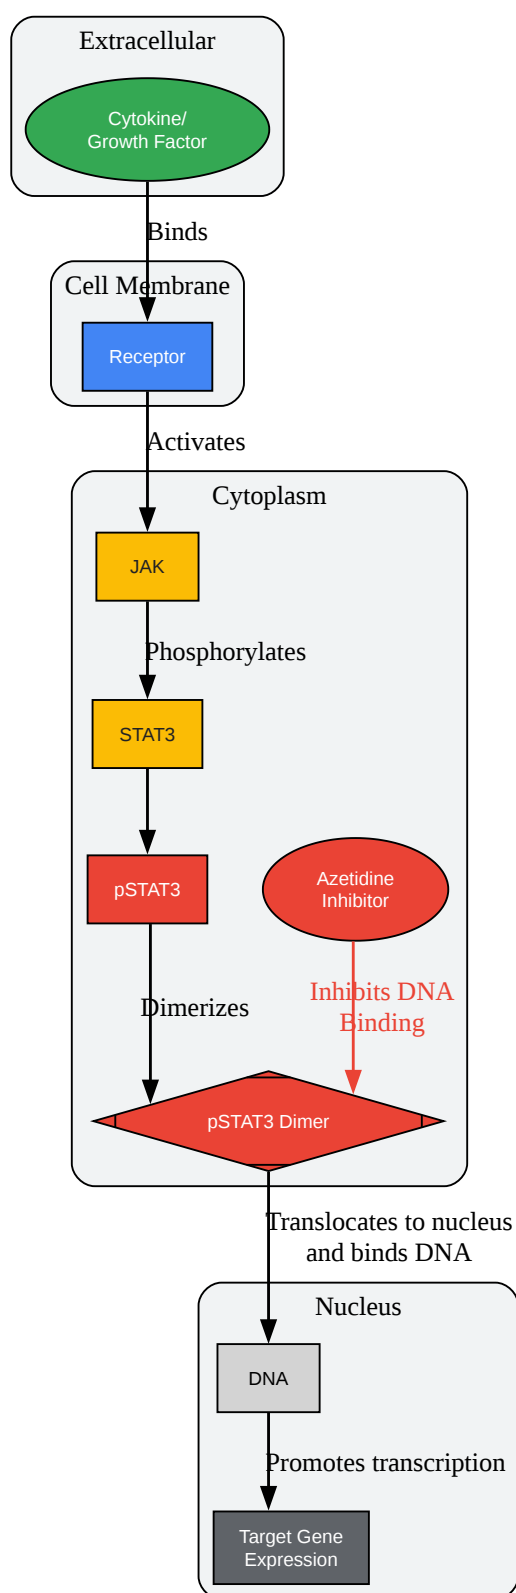 Extracellular
Cytokine/
Growth Factor
Binds
Cell Membrane
Receptor
Activates
Cytoplasm
JAK
Phosphorylates
STAT3
pSTAT3
Azetidine
Inhibitor
Dimerizes
Inhibits DNA
Binding
pSTAT3 Dimer
Translocates to nucleus
and binds DNA
Nucleus
DNA
Promotes transcription
Target Gene
Expression